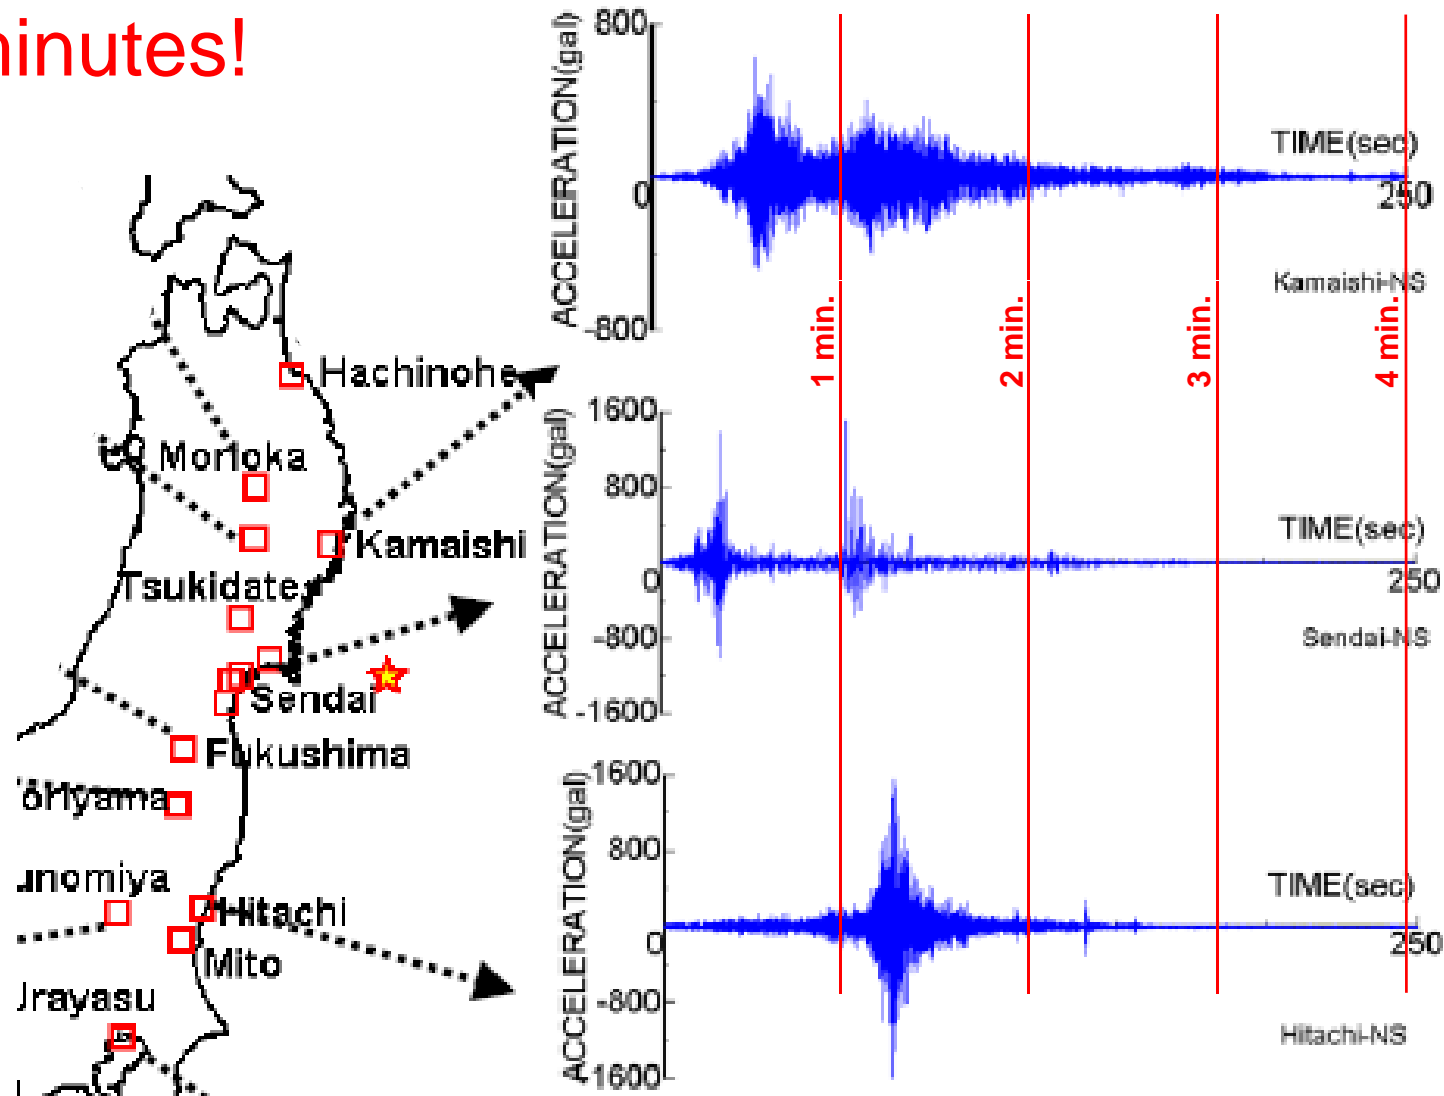 minutes!
800
ACCELERATION(gal)
TIME(sec)
0
250
Kamaishi-NS
-800
1 min.
2 min.
3 min.
4 min.
Hachinohe
1600
ACCELERATION(gal)
Morioka
800
TIME(sec)
Kamaishi
0
250
Tsukidate
-800
Sendai-NS
Sendai
-1600
Fukushima
1600
ACCELERATION(gal)
oriyama
800
TIME(sec)
unomiya
Hitachi
0
250
Mito
Urayasu
-800
Hitachi-NS
-1600